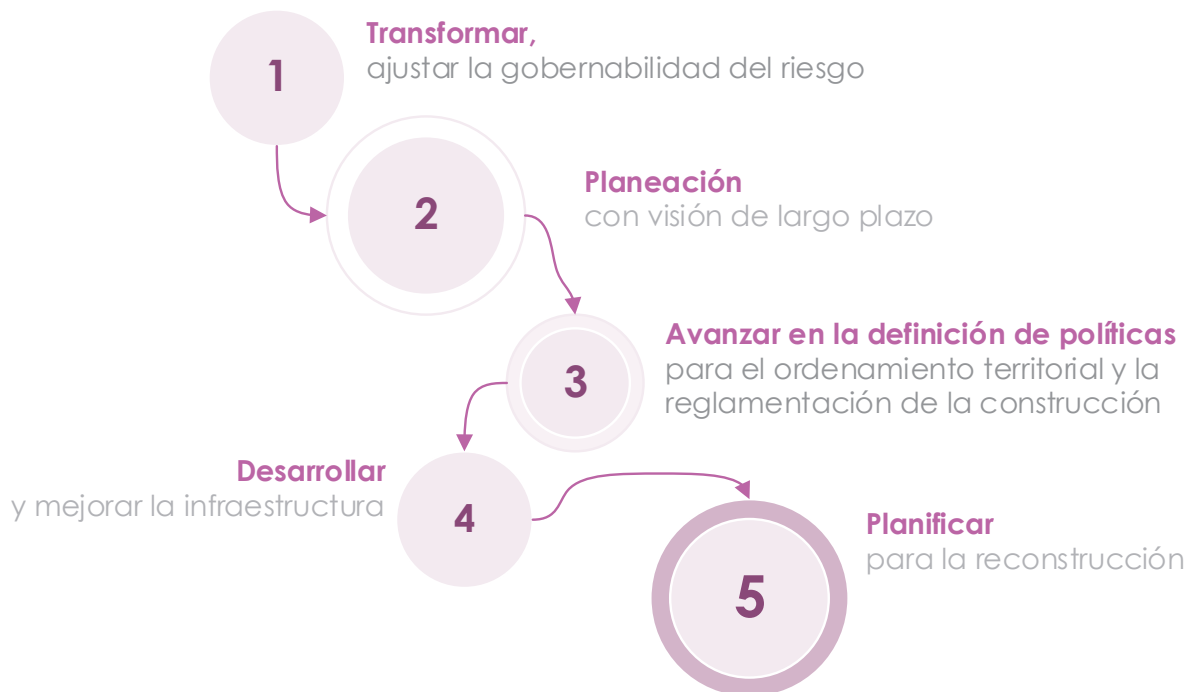 1
Transformar,
ajustar la gobernabilidad del riesgo
2
Planeación
con visión de largo plazo
3
Avanzar en la definición de políticas
para el ordenamiento territorial y la
reglamentación de la construcción
Desarrollar
y mejorar la infraestructura
4
Planificar
para la reconstrucción
5